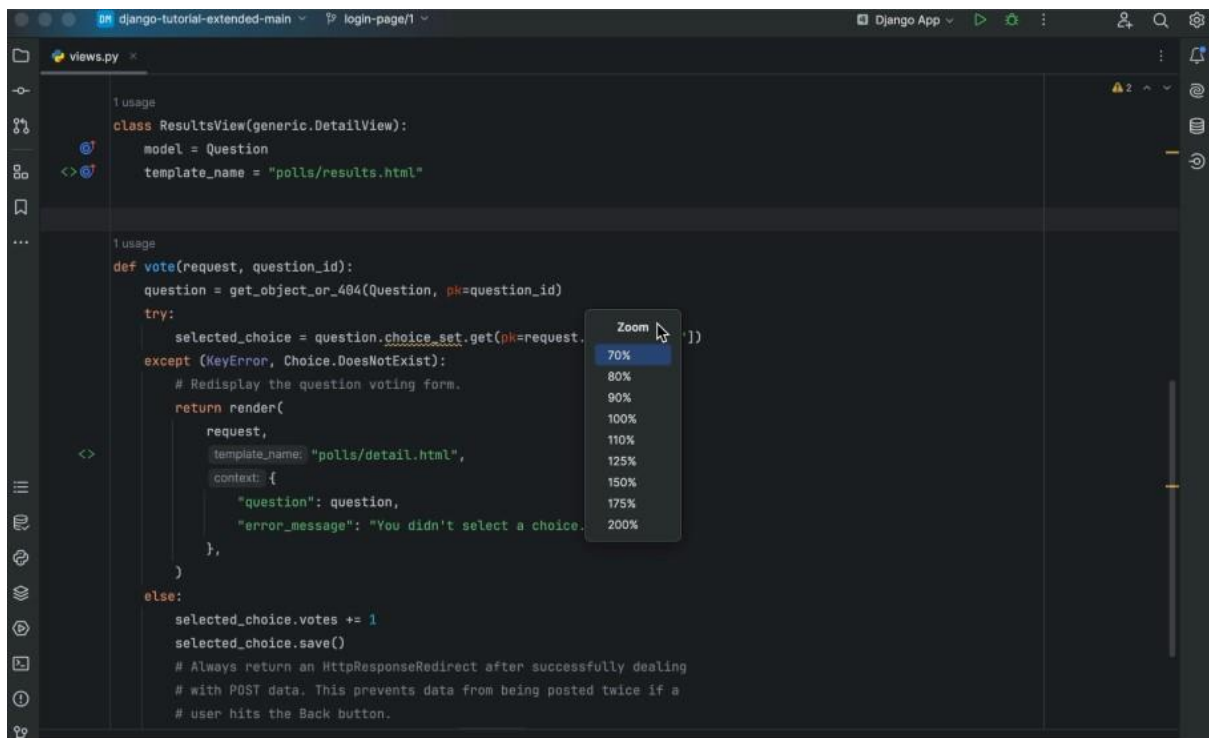 DM django-tutorial-extended-main login-page/1 Django App
views.py
2
1 usage
class ResultsView(generic.DetailView):
model = Question
template_name = "polls/results.html"
1 usage
def vote(request, question_id):
question = get_object_or_404(Question, pk=question_id)
try:
selected_choice = question.choice_set.get(pk=request. '])
except (KeyError, Choice.DoesNotExist):
# Redisplay the question voting form.
return render(
request,
template_name: "polls/detail.html",
context: {
"question": question,
"error_message": "You didn't select a choice.
},
)
else:
selected_choice.votes += 1
selected_choice.save()
# Always return an HttpResponseRedirect after successfully dealing
# with POST data. This prevents data from being posted twice if a
# user hits the Back button.
Zoom
70%
80%
90%
100%
110%
125%
150%
175%
200%